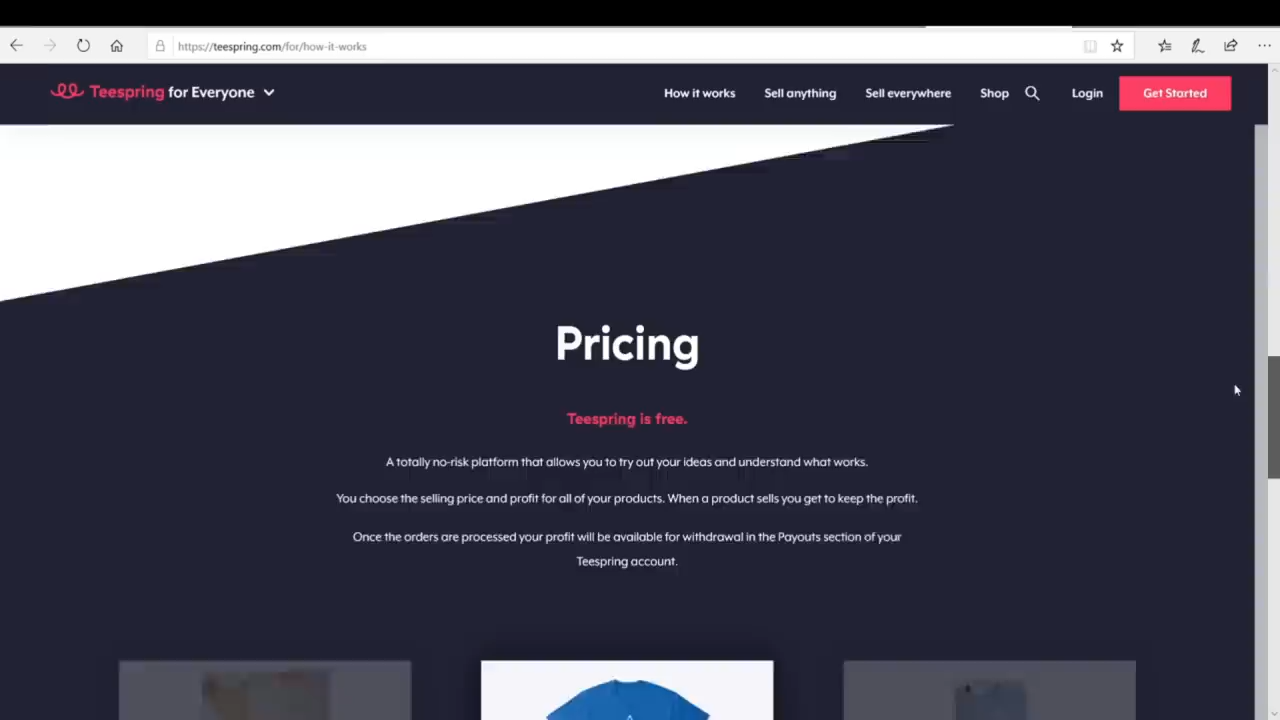 https://teespring.com/for/how-it-works
Teespring for Everyone
How it works
Sell anything
Sell everywhere
Shop
Login
Get Started
Pricing
Teespring is free.
A totally no-risk platform that allows you to try out your ideas and understand what works.
You choose the selling price and profit for all of your products. When a product sells you get to keep the profit.
Once the orders are processed your profit will be available for withdrawal in the Payouts section of your
Teespring account.